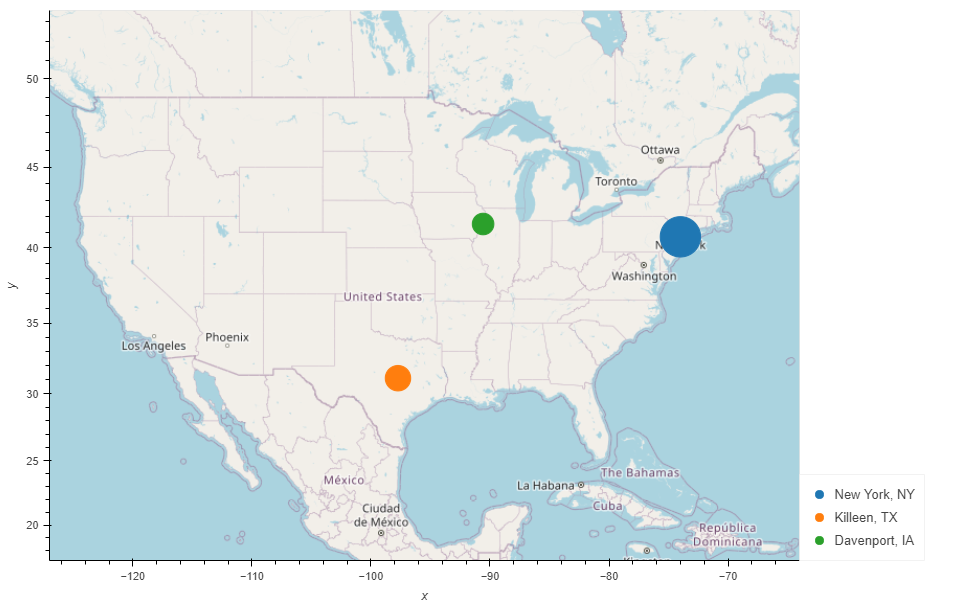 50
45
40
35
30
25
20
y
Ottawa
Toronto
Washington
United States
Los Angeles
Phoenix
México
Ciudad
de México
La Habana
The Bahamas
Cuba
República
Dominicana
−120
−110
−100
−90
−80
−70
x
New York, NY
Killeen, TX
Davenport, IA